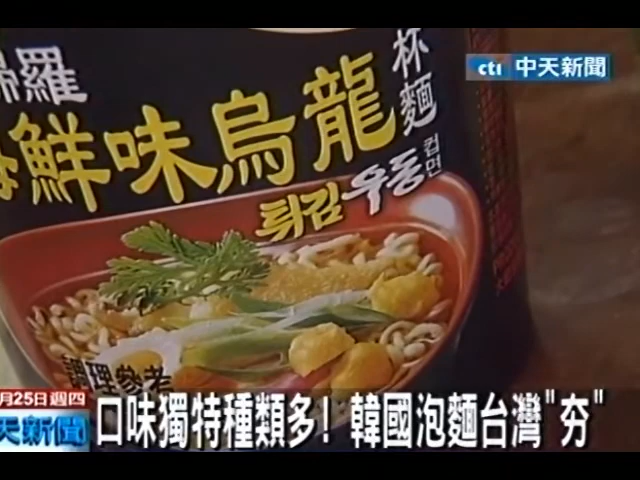 cti 中天新聞
婦羅
杯麵
海鮮味烏龍
튀김우동
컵면
調理參考
月25日週四
天新聞
口味獨特種類多! 韓國泡麵台灣"夯"